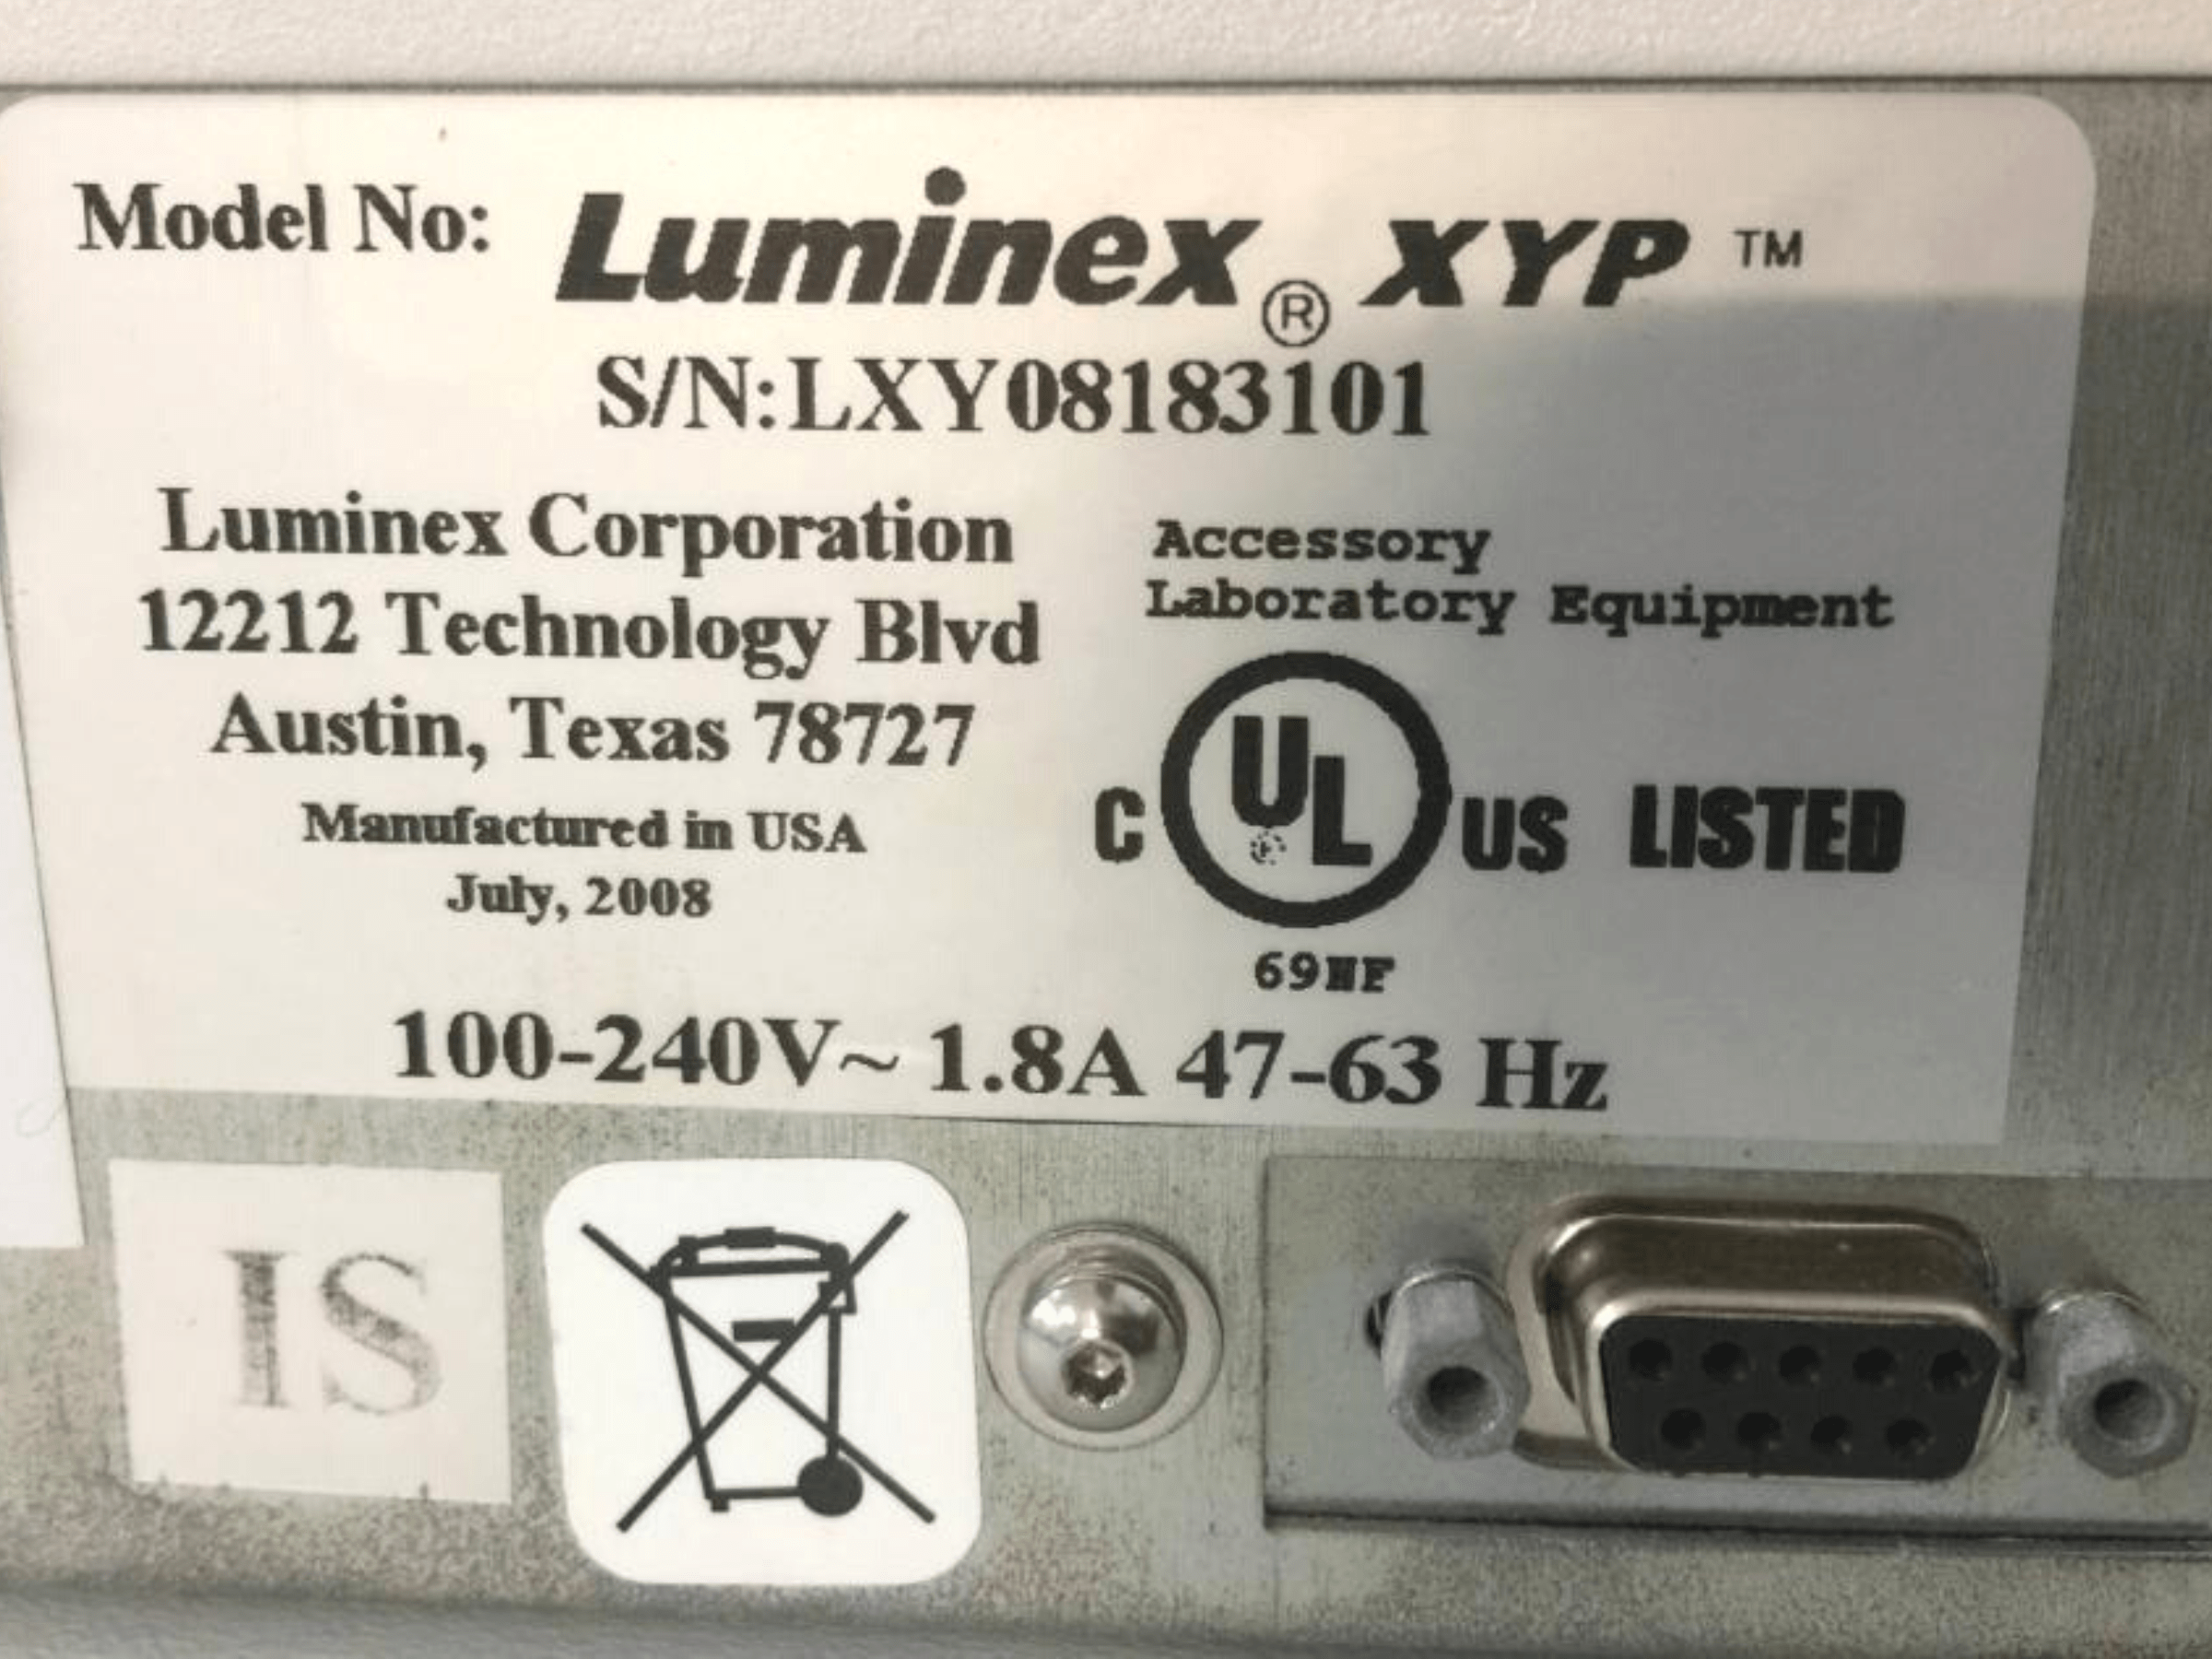 Model No: Luminex® XYP™
S/N:LXY08183101
Luminex Corporation
12212 Technology Blvd
Austin, Texas 78727
Manufactured in USA
July, 2008
Accessory
Laboratory Equipment
C UL US LISTED
100-240V~ 1.8A 47-63 Hz
IS